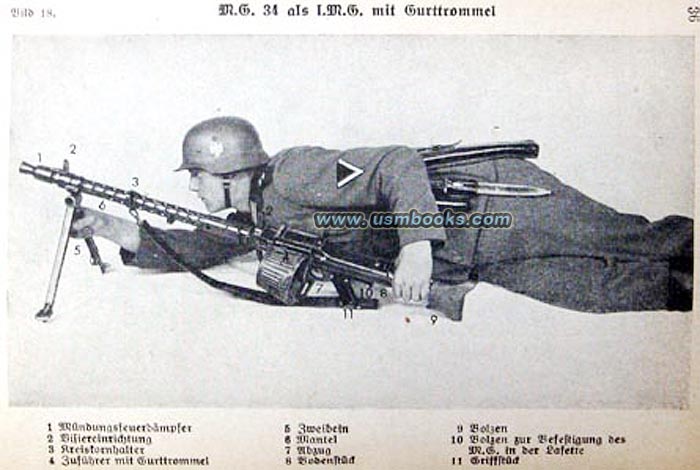 Bild 18.
M.G. 34 als l.M.G. mit Gurttrommel
36
1
2
3
6
5
4
7
8
10
11
9
www.usmbooks.com
1 Mündungsfeuerdämpfer
2 Visiereinrichtung
3 Kreiskornhalter
4 Zuführer mit Gurttrommel
5 Zweibein
6 Mantel
7 Abzug
8 Bodenstück
9 Bolzen
10 Bolzen zur Befestigung des
M.G. in der Lafette
11 Griffstück